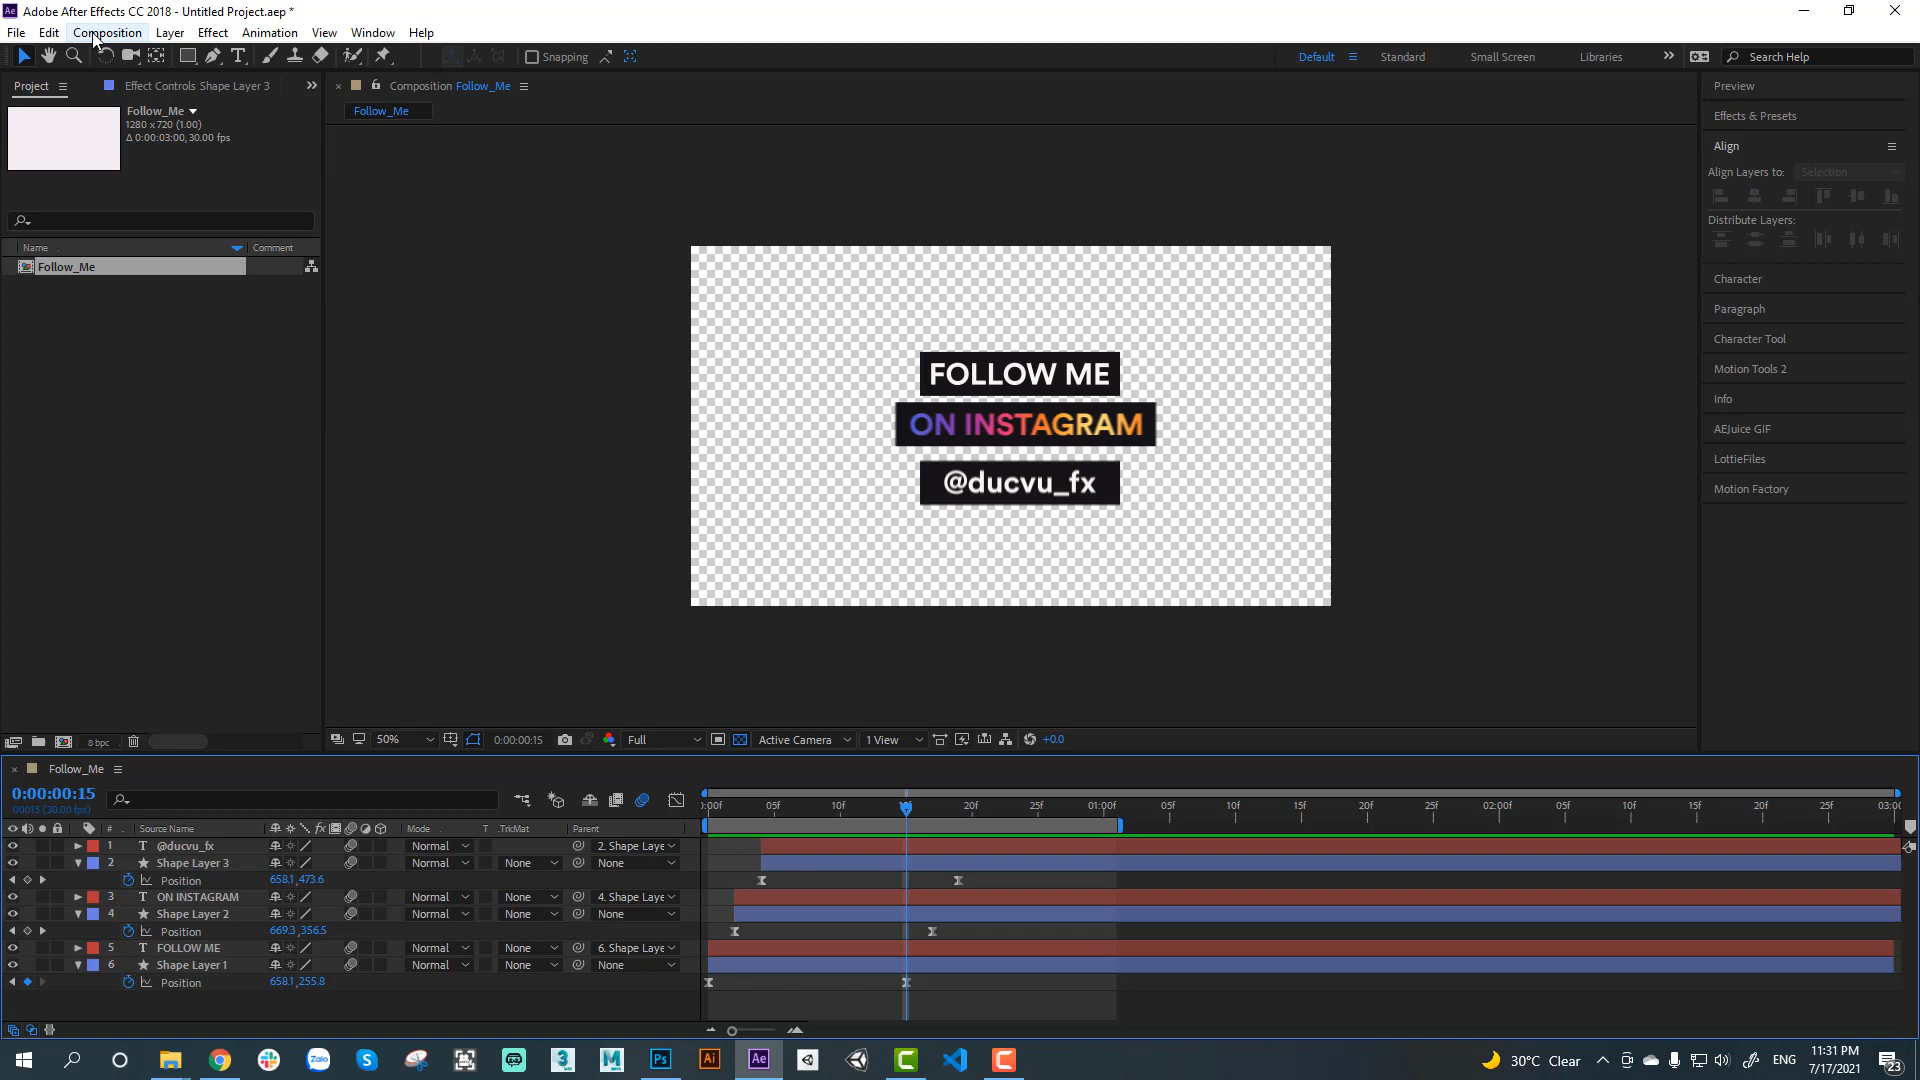 Adobe After Effects CC 2018 - Untitled Project.aep *
File Edit Composition Layer Effect Animation View Window Help
Snapping Default Standard Small Screen Libraries Search Help
Project Effect Controls Shape Layer 3
Composition Follow_Me
Follow_Me
Follow_Me
1280 x 720 (1.00)
Δ 0:00:03:00, 30.00 fps
Name Comment
Follow_Me
8 bpc
FOLLOW ME
ON INSTAGRAM
@ducvu_fx
50% 0:00:00:15 Full Active Camera 1 View +0.0
Preview
Effects & Presets
Align
Align Layers to: Selection
Distribute Layers:
Character
Paragraph
Character Tool
Motion Tools 2
Info
AEJuice GIF
LottieFiles
Motion Factory
Follow_Me
0:00:00:15
00015 (30.00 fps)
:00f 05f 10f 15f 20f 25f 01:00f 05f 10f 15f 20f 25f 02:00f 05f 10f 15f 20f 25f 03:00
# Source Name Mode T .TrkMat Parent
1 T @ducvu_fx Normal 2. Shape Laye
2 Shape Layer 3 Normal None None
Position 658.1,473.6
3 T ON INSTAGRAM Normal None 4. Shape Laye
4 Shape Layer 2 Normal None None
Position 669.3,356.5
5 T FOLLOW ME Normal None 6. Shape Laye
6 Shape Layer 1 Normal None None
Position 658.1,255.8
Zalo Ps Ai Ae 30°C Clear ENG
11:31 PM
7/17/2021
23